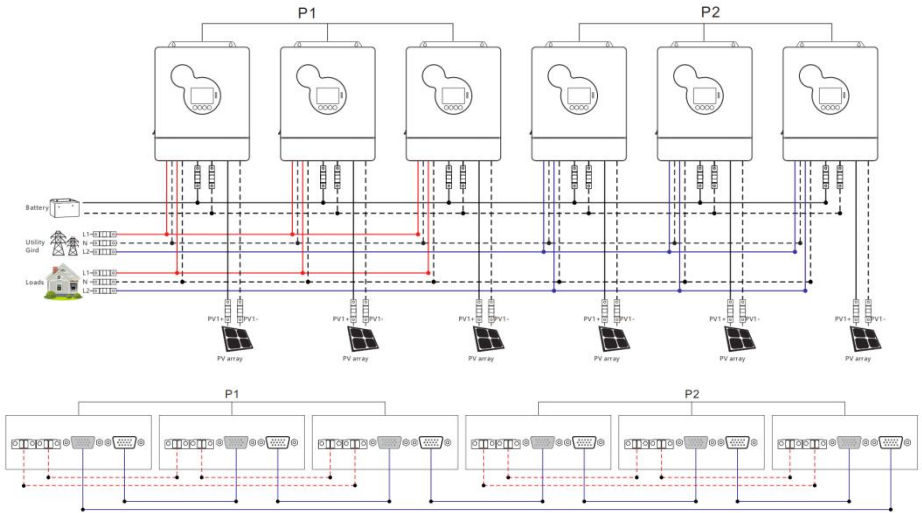 P1 P2
Battery
Utility
Gird
L1
N
L2
Loads
L1
N
L2
PV1+ PV1- PV1+ PV1- PV1+ PV1- PV1+ PV1- PV1+ PV1- PV1+ PV1-
PV array PV array PV array PV array PV array PV array
P1 P2